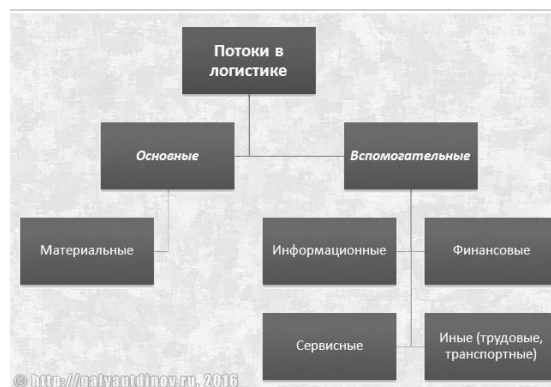 Потоки в
логистике
Основные
Вспомогательные
Материальные
Информационные
Финансовые
Сервисные
Иные (трудовые,
транспортные)
© http://galyautdinov.ru, 2016